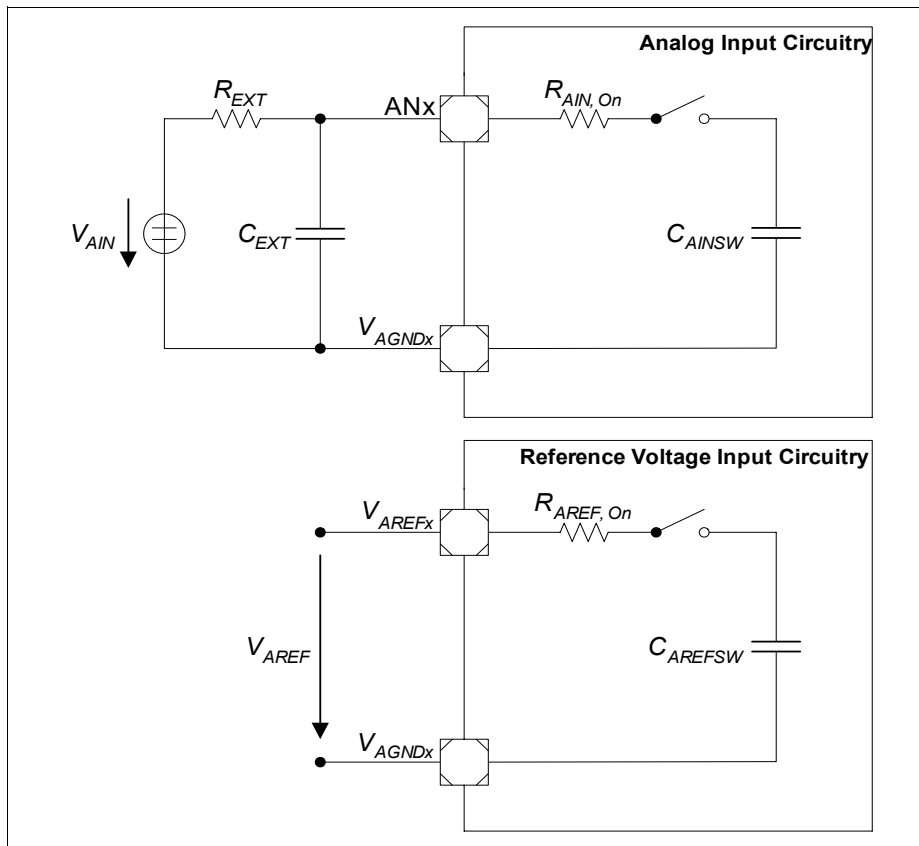 Analog Input Circuitry
R_EXT
ANx
R_AIN, On
V_AIN
C_EXT
C_AINSW
V_AGNDx
Reference Voltage Input Circuitry
V_AREFx
R_AREF, On
V_AREF
C_AREFSW
V_AGNDx